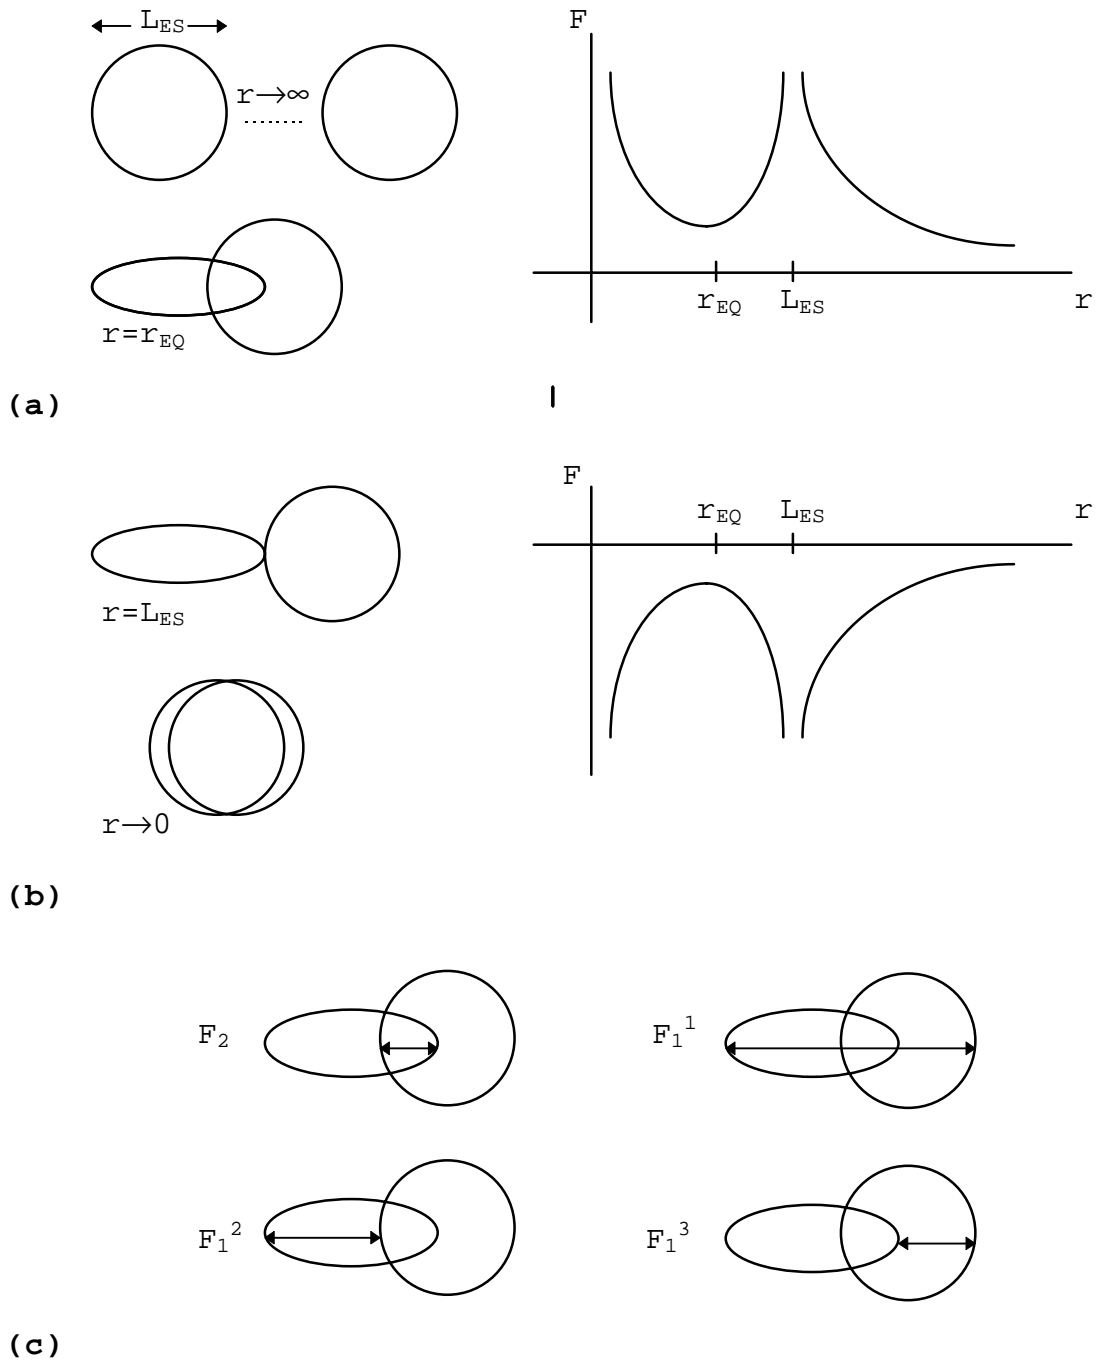 L_ES
F
r→∞
r_EQ L_ES r
r=r_EQ
(a)
F
r_EQ L_ES r
r=L_ES
r→0
(b)
F_2 F_1^1
F_1^2 F_1^3
(c)